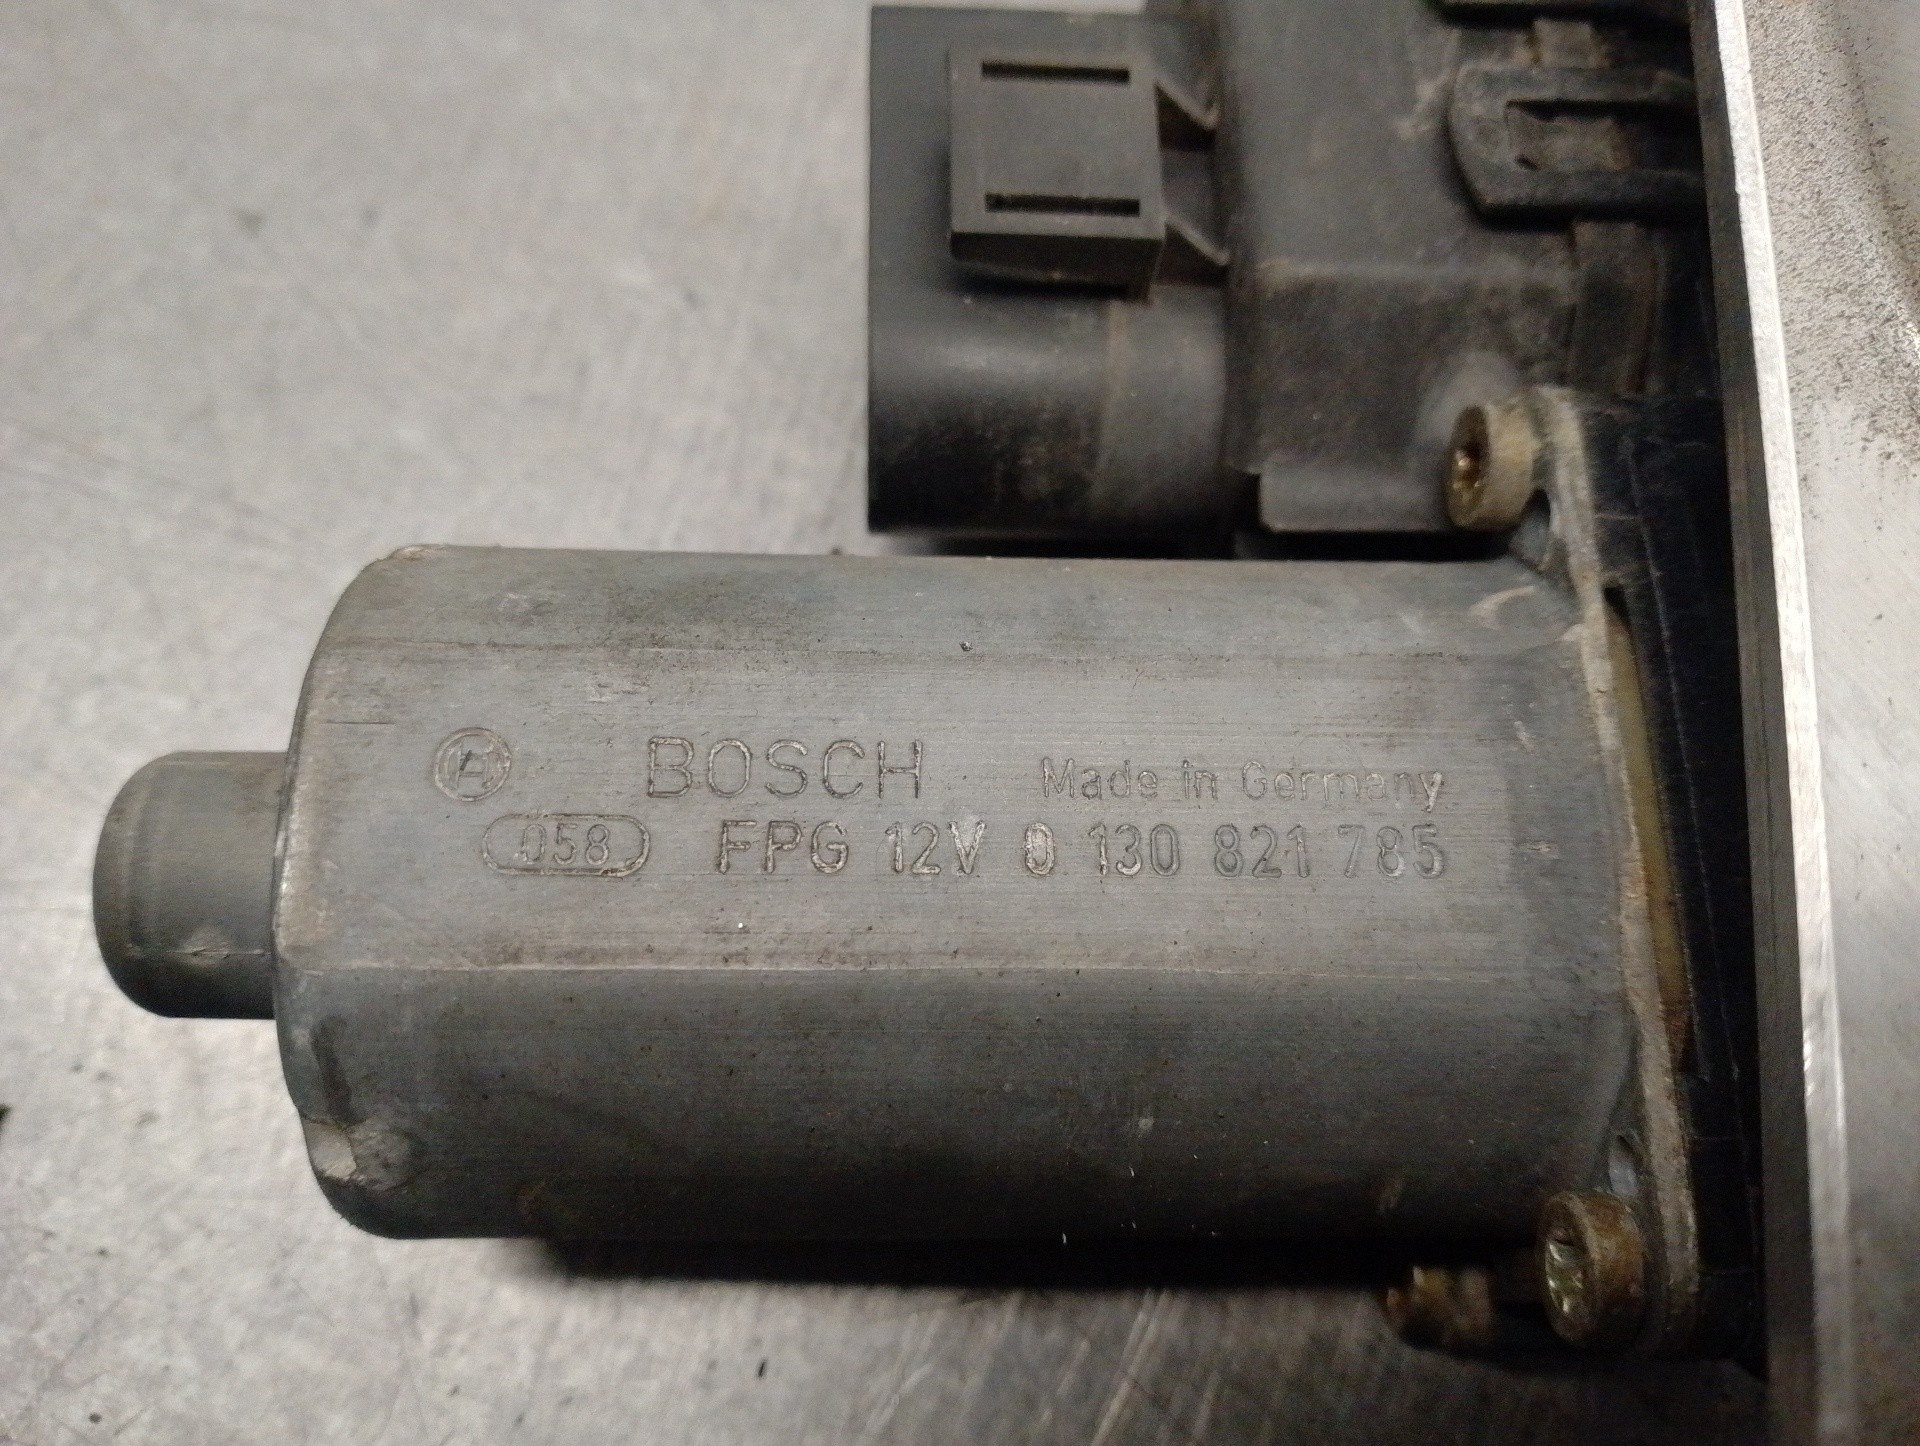 BOSCH Made in Germany
058 FPG 12V 0 130 821 785